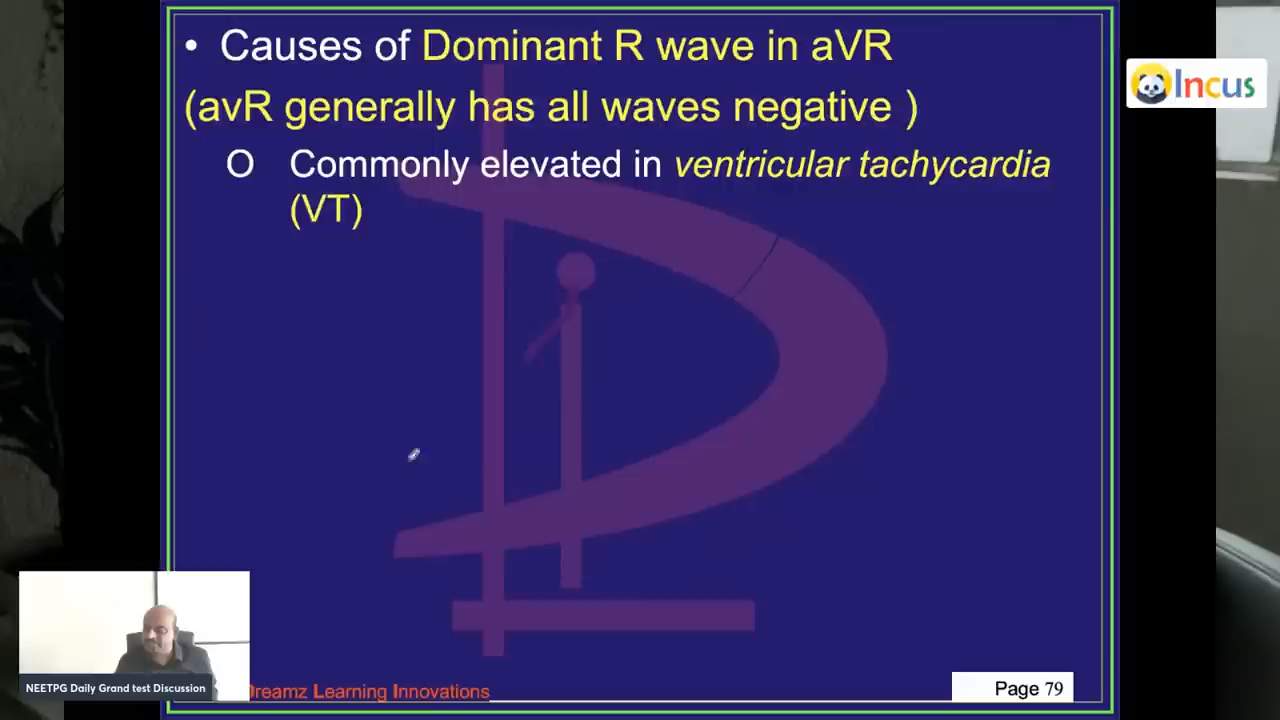 • Causes of Dominant R wave in aVR
(avR generally has all waves negative )
O Commonly elevated in ventricular tachycardia
(VT)
Incus
NEETPG Daily Grand test Discussion
Dreamz Learning Innovations
Page 79